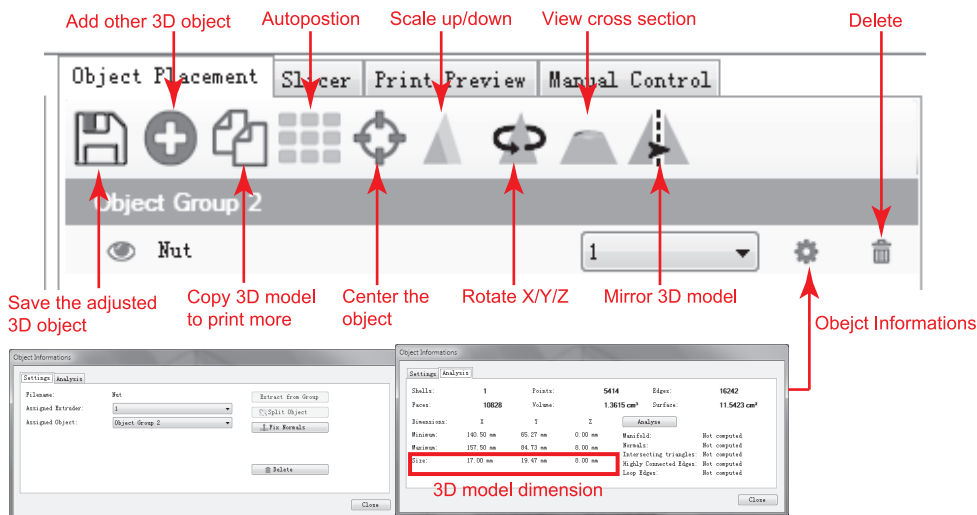 Add other 3D object
Autopostion
Scale up/down
View cross section
Delete
Object Placement
Slicer
Print Preview
Manual Control
Object Group 2
Nut
1
Save the adjusted
3D object
Copy 3D model
to print more
Center the
object
Rotate X/Y/Z
Mirror 3D model
Obejct Informations
Object Informations
Settings Analysis
Filename: Nut
Extract from Group
Assigned Extruder: 1
Split Object
Assigned Object: Object Group 2
Fix Normals
Delete
Close
Object Informations
Settings Analysis
Shells: 1 Points: 5414 Edges: 16242
Faces: 10828 Volume: 1.3615 cm³ Surface: 11.5423 cm²
Dimensions: X Y Z Analyse
Minimum: 140.50 mm 65.27 mm 0.00 mm Manifold: Not computed
Normals: Not computed
Maximum: 157.50 mm 84.73 mm 8.00 mm
Intersecting triangles: Not computed
Size: 17.00 mm 19.47 mm 8.00 mm
Highly Connected Edges: Not computed
Loop Edges: Not computed
3D model dimension
Close